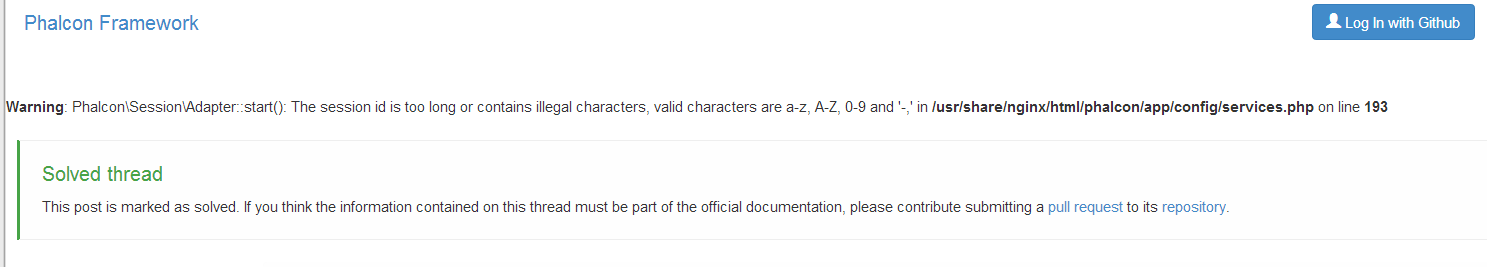 Phalcon Framework
Log In with Github
Warning: Phalcon\Session\Adapter::start(): The session id is too long or contains illegal characters, valid characters are a-z, A-Z, 0-9 and '-,' in /usr/share/nginx/html/phalcon/app/config/services.php on line 193
Solved thread
This post is marked as solved. If you think the information contained on this thread must be part of the official documentation, please contribute submitting a pull request to its repository.